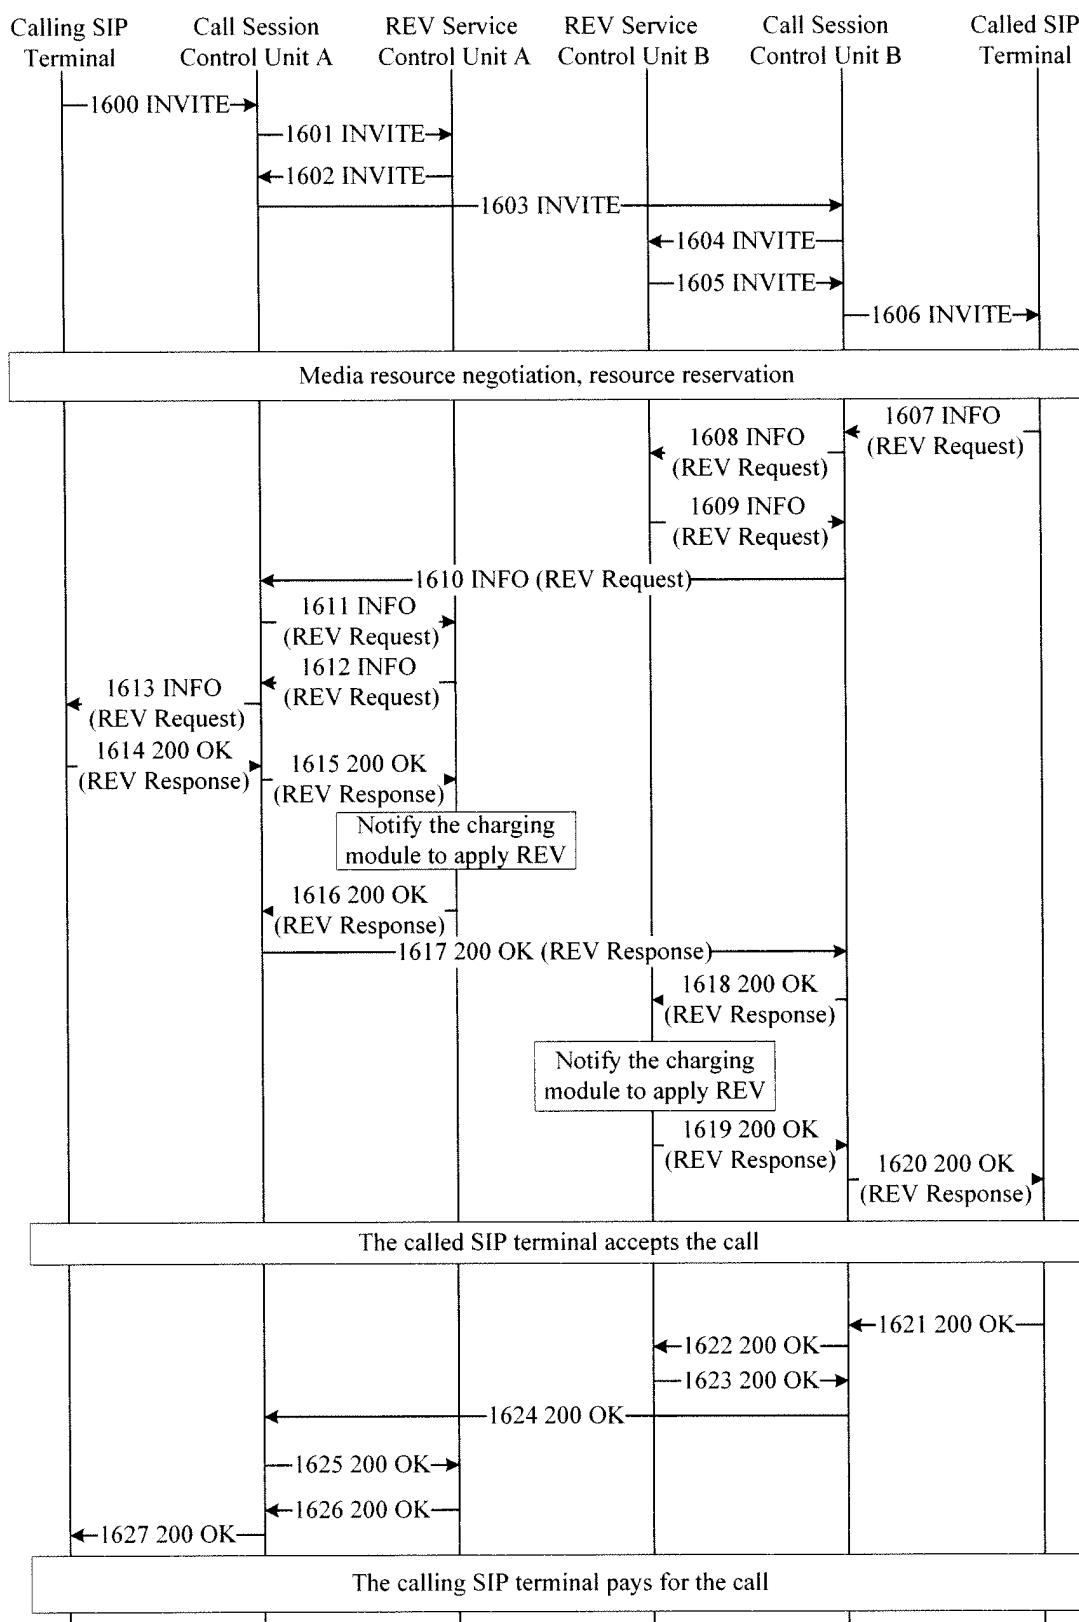 Calling SIP
Terminal
Call Session
Control Unit A
REV Service
Control Unit A
REV Service
Control Unit B
Call Session
Control Unit B
Called SIP
Terminal
1600 INVITE
1601 INVITE
1602 INVITE
1603 INVITE
1604 INVITE
1605 INVITE
1606 INVITE
Media resource negotiation, resource reservation
1607 INFO
(REV Request)
1608 INFO
(REV Request)
1609 INFO
(REV Request)
1610 INFO (REV Request)
1611 INFO
(REV Request)
1612 INFO
(REV Request)
1613 INFO
(REV Request)
1614 200 OK
(REV Response)
1615 200 OK
(REV Response)
Notify the charging
module to apply REV
1616 200 OK
(REV Response)
1617 200 OK (REV Response)
1618 200 OK
(REV Response)
Notify the charging
module to apply REV
1619 200 OK
(REV Response)
1620 200 OK
(REV Response)
The called SIP terminal accepts the call
1621 200 OK
1622 200 OK
1623 200 OK
1624 200 OK
1625 200 OK
1626 200 OK
1627 200 OK
The calling SIP terminal pays for the call